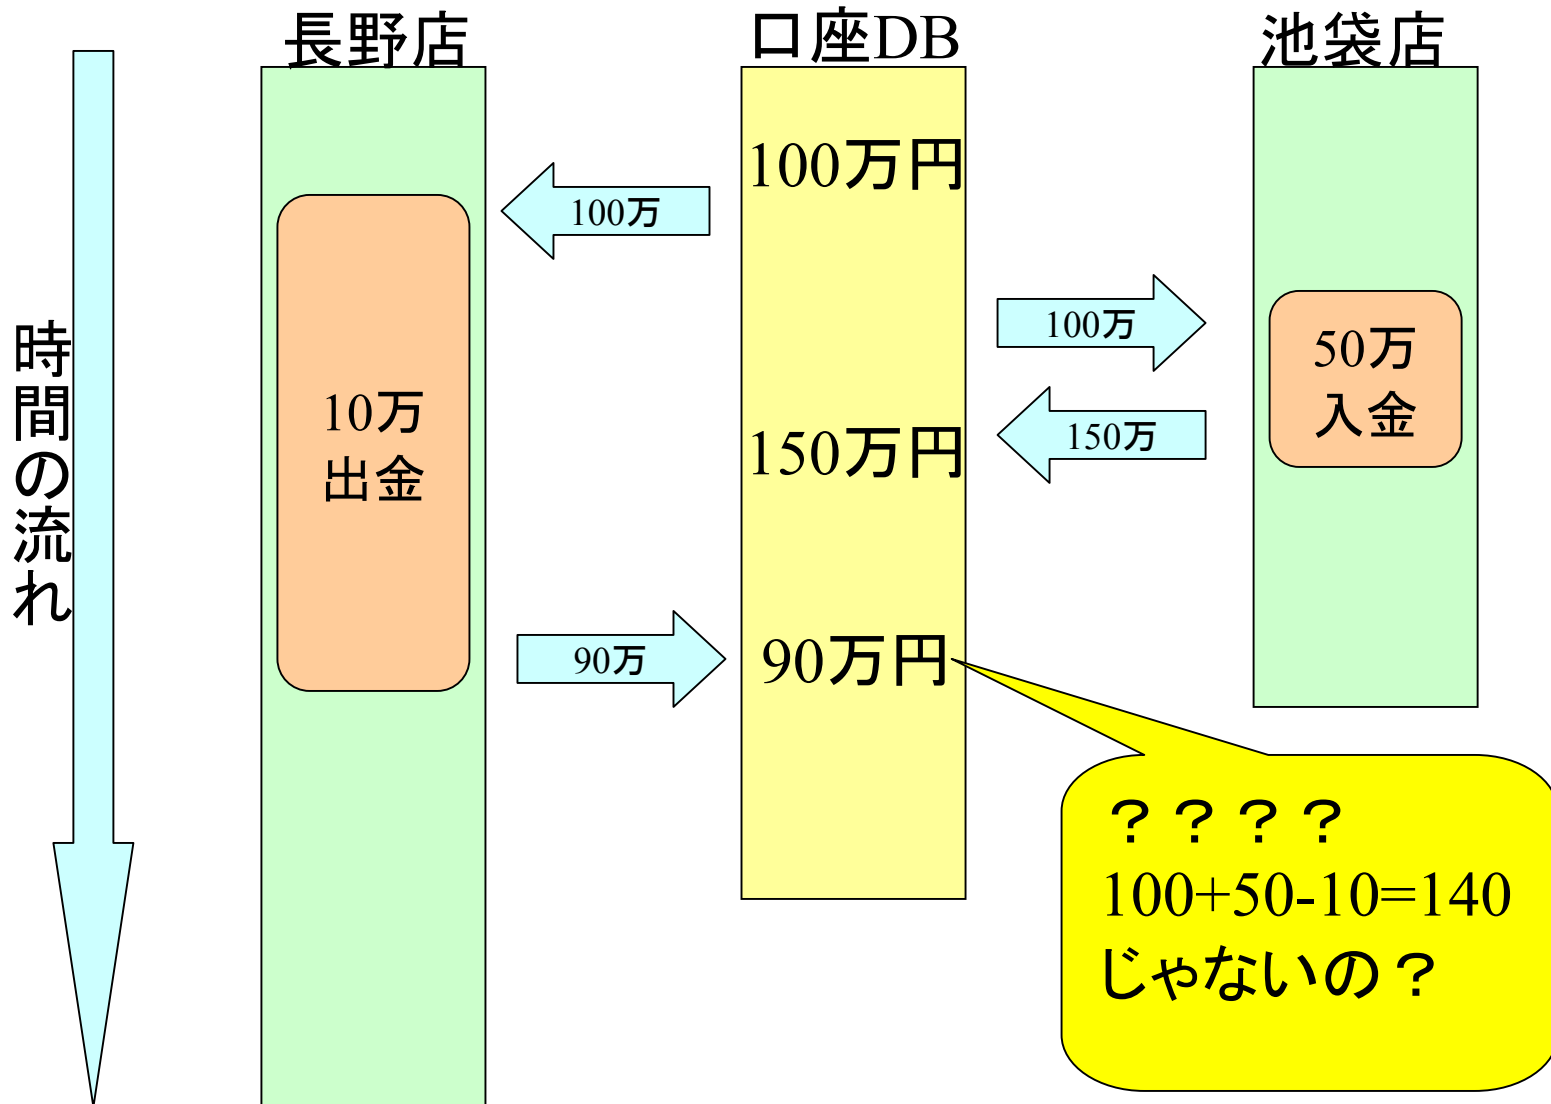 長野店
口座DB
池袋店
時間の流れ
100万円
100万
100万
50万
入金
10万
出金
150万円
150万
90万
90万円
？？？？
100+50-10=140
じゃないの？